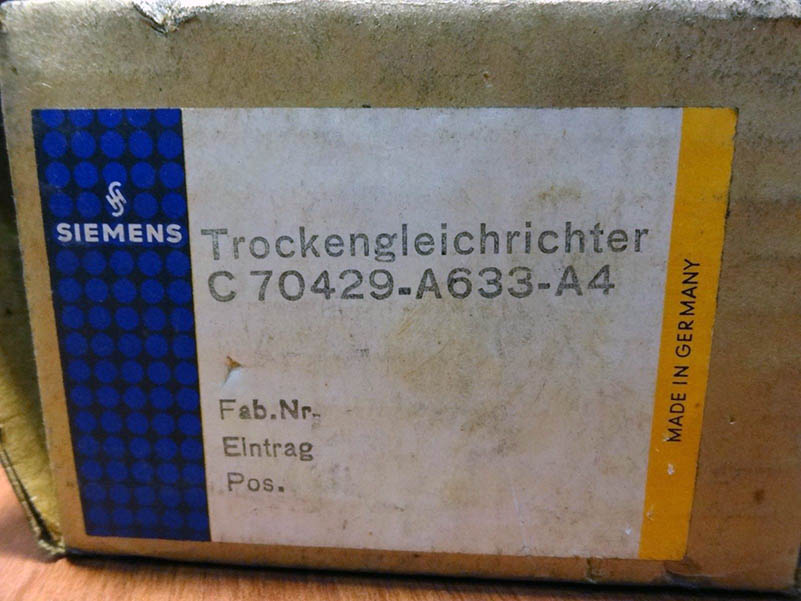 SIEMENS
Trockengleichrichter
C 70429-A633-A4
Fab.Nr.
Eintrag
Pos.
MADE IN GERMANY